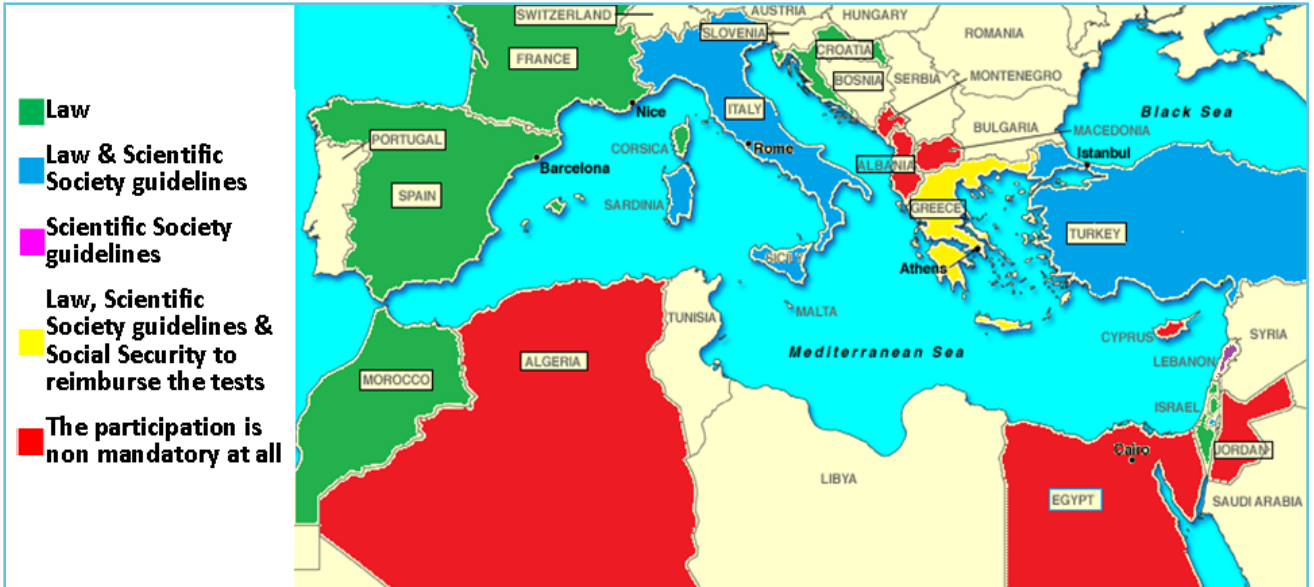 Law
Law & Scientific
Society guidelines
Scientific Society
guidelines
Law, Scientific
Society guidelines &
Social Security to
reimburse the tests
The participation is
non mandatory at all
SWITZERLAND
AUSTRIA
HUNGARY
SLOVENIA
ROMANIA
FRANCE
CROATIA
BOSNIA
SERBIA
MONTENEGRO
ITALY
Nice
Black Sea
BULGARIA
MACEDONIA
PORTUGAL
CORSICA
Rome
Istanbul
Barcelona
ALBANIA
SPAIN
SARDINIA
GREECE
TURKEY
SICILY
Athens
MALTA
TUNISIA
CYPRUS
SYRIA
Mediterranean Sea
LEBANON
ALGERIA
MOROCCO
ISRAEL
Cairo
JORDAN
LIBYA
EGYPT
SAUDI ARABIA